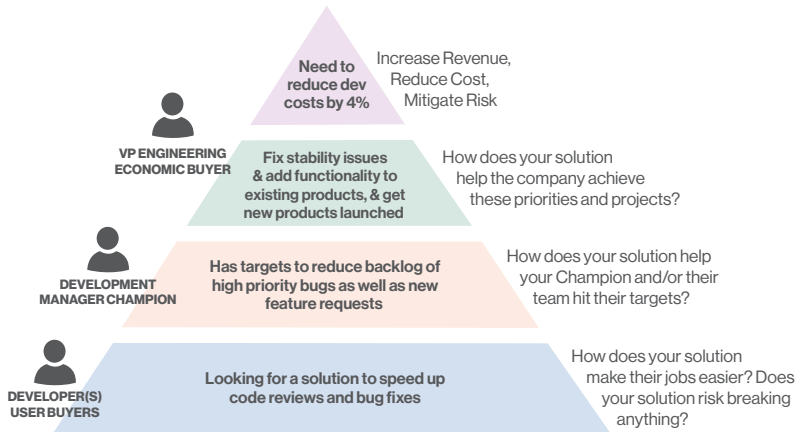 Need to
reduce dev
costs by 4%
Increase Revenue,
Reduce Cost,
Mitigate Risk
VP ENGINEERING
ECONOMIC BUYER
Fix stability issues
& add functionality to
existing products, & get
new products launched
How does your solution
help the company achieve
these priorities and projects?
DEVELOPMENT
MANAGER CHAMPION
Has targets to reduce backlog of
high priority bugs as well as new
feature requests
How does your solution help
your Champion and/or their
team hit their targets?
DEVELOPER(S)
USER BUYERS
Looking for a solution to speed up
code reviews and bug fixes
How does your solution
make their jobs easier? Does
your solution risk breaking
anything?